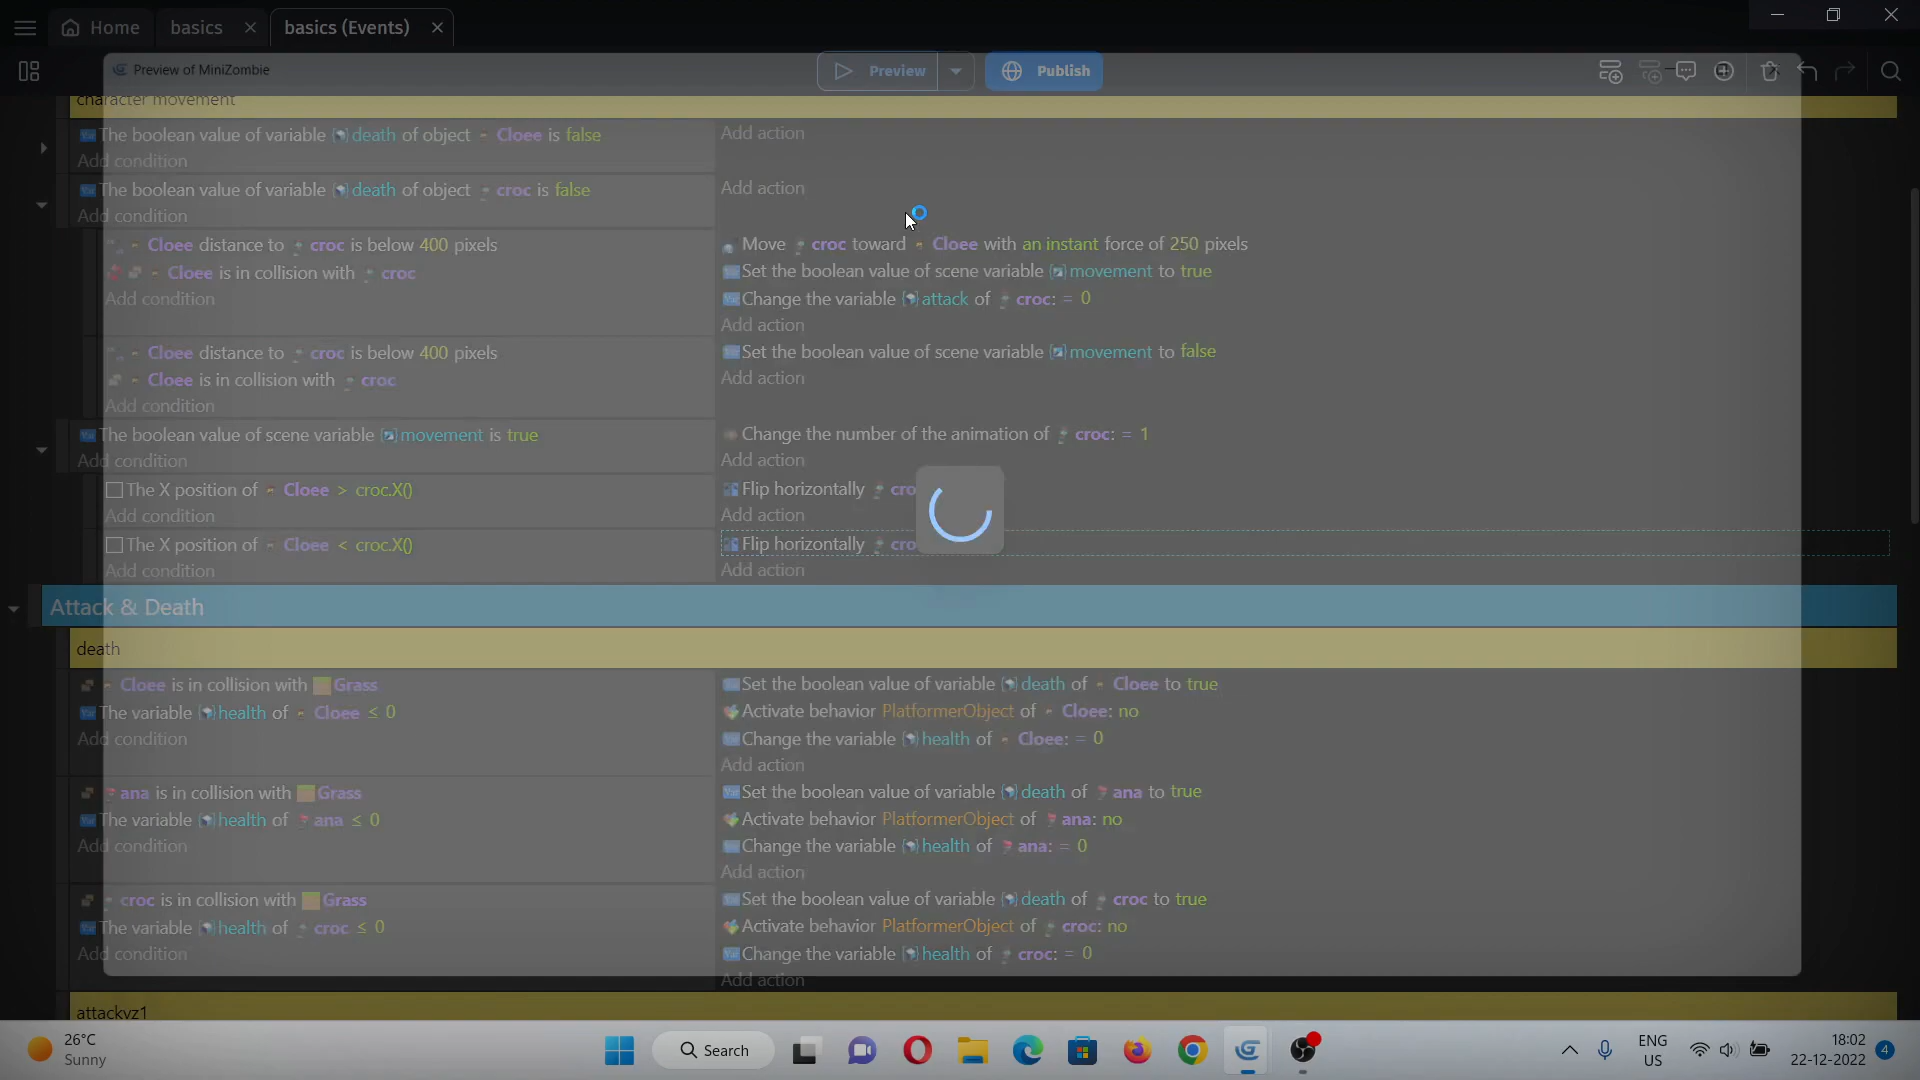 Home
basics
basics (Events)
Preview of MiniZombie
Preview
Publish
character movement
The boolean value of variable death of object Cloee is false
Add condition
Add action
The boolean value of variable death of object croc is false
Add condition
Add action
Cloee distance to croc is below 400 pixels
Cloee is in collision with croc
Add condition
Move croc toward Cloee with an instant force of 250 pixels
Set the boolean value of scene variable movement to true
Change the variable attack of croc: = 0
Add action
Cloee distance to croc is below 400 pixels
Cloee is in collision with croc
Add condition
Set the boolean value of scene variable movement to false
Add action
The boolean value of scene variable movement is true
Add condition
Change the number of the animation of croc: = 1
Add action
The X position of Cloee > croc.X()
Add condition
Flip horizontally
Add action
The X position of Cloee < croc.X()
Add condition
Flip horizontally
Add action
Attack & Death
death
Cloee is in collision with Grass
The variable health of Cloee ≤ 0
Add condition
Set the boolean value of variable death of Cloee to true
Activate behavior PlatformerObject of Cloee: no
Change the variable health of Cloee: = 0
Add action
ana is in collision with Grass
The variable health of ana ≤ 0
Add condition
Set the boolean value of variable death of ana to true
Activate behavior PlatformerObject of ana: no
Change the variable health of ana: = 0
Add action
croc is in collision with Grass
The variable health of croc ≤ 0
Add condition
Set the boolean value of variable death of croc to true
Activate behavior PlatformerObject of croc: no
Change the variable health of croc: = 0
Add action
attackvz1
26°C
Sunny
Search
ENG
US
18:02
22-12-2022
4